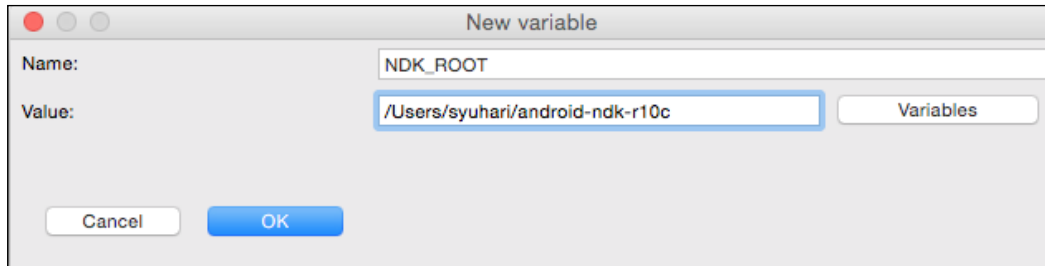 New variable
Name:
NDK_ROOT
Value:
/Users/syuhari/android-ndk-r10c
Variables
Cancel
OK